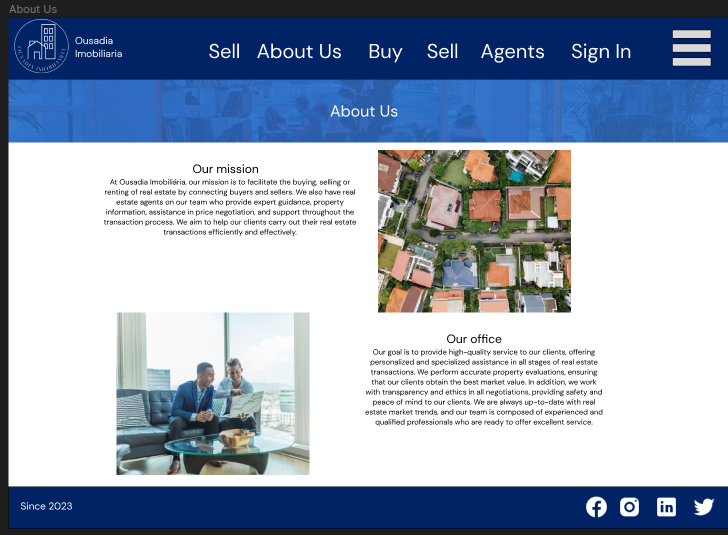 About Us
Ousadia
Imobiliaria
Sell About Us Buy Sell Agents Sign In
About Us
Our mission
At Ousadia Imobiliária, our mission is to facilitate the buying, selling or
renting of real estate by connecting buyers and sellers. We also have real
estate agents on our team who provide expert guidance, property
information, assistance in price negotiation, and support throughout the
transaction process. We aim to help our clients carry out their real estate
transactions efficiently and effectively.
Our office
Our goal is to provide high-quality service to our clients, offering
personalized and specialized assistance in all stages of real estate
transactions. We perform accurate property evaluations, ensuring
that our clients obtain the best market value. In addition, we work
with transparency and ethics in all negotiations, providing safety and
peace of mind to our clients. We are always up-to-date with real
estate market trends, and our team is composed of experienced and
qualified professionals who are ready to offer excellent service.
Since 2023